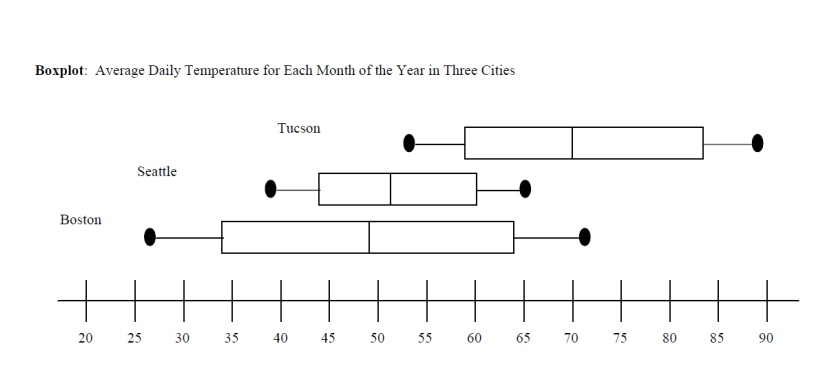 Boxplot: Average Daily Temperature for Each Month of the Year in Three Cities
Tucson
Seattle
Boston
20 25 30 35 40 45 50 55 60 65 70 75 80 85 90